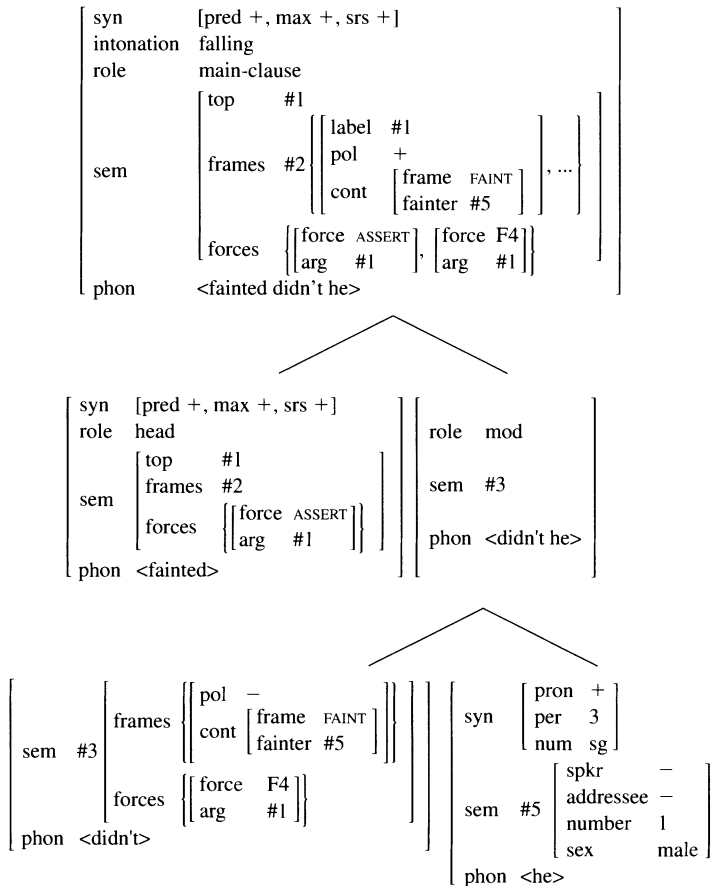 syn [pred +, max +, srs +]
intonation falling
role main-clause
top #1
label #1
pol +
sem frames #2 , ...
cont frame FAINT
fainter #5
forces force ASSERT , force F4
arg #1 arg #1
phon <fainted didn't he>
syn [pred +, max +, srs +]
role head
top #1
sem frames #2
forces force ASSERT
arg #1
phon <fainted>
role mod
sem #3
phon <didn't he>
pol −
frames cont frame FAINT
fainter #5
sem #3
forces force F4
arg #1
phon <didn't>
pron +
syn per 3
num sg
spkr −
addressee −
sem #5
number 1
sex male
phon <he>